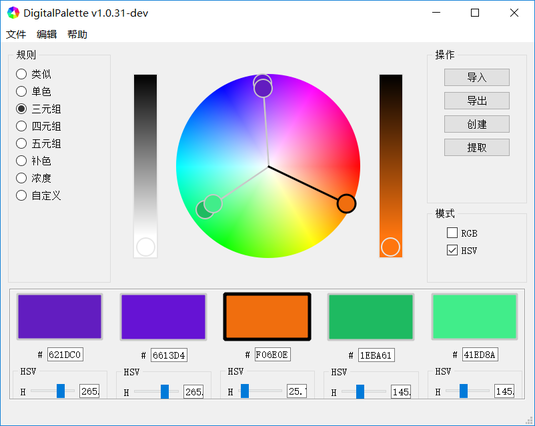 DigitalPalette v1.0.31-dev
文件 编辑 帮助
规则
类似
单色
三元组
四元组
五元组
补色
浓度
自定义
操作
导入
导出
创建
提取
模式
RGB
HSV
# 621DC0 # 6613D4 # F06E0E # 1EBA61 # 41ED8A
HSV HSV HSV HSV HSV
H 265. H 265. H 25. H 145. H 145.